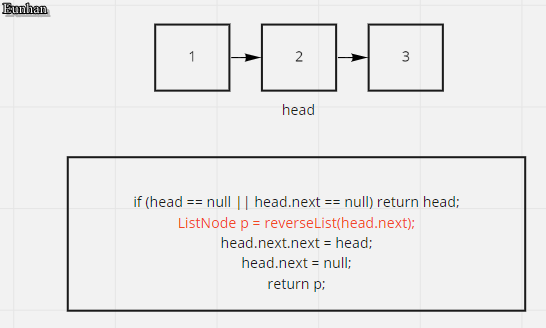 Eunhan
1 2 3
head
if (head == null || head.next == null) return head;
ListNode p = reverseList(head.next);
head.next.next = head;
head.next = null;
return p;